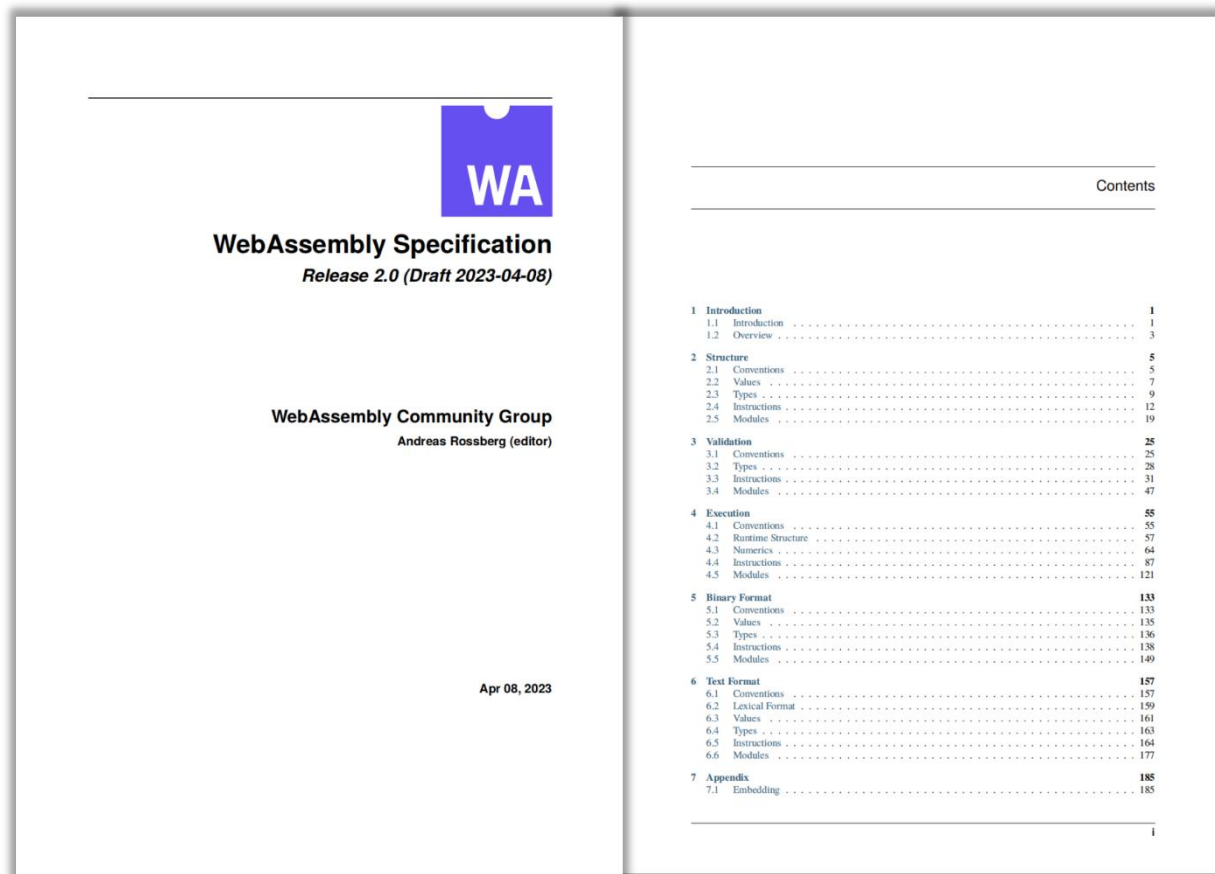 WA
WebAssembly Specification
Release 2.0 (Draft 2023-04-08)
WebAssembly Community Group
Andreas Rossberg (editor)
Apr 08, 2023
Contents
1 Introduction 1
1.1 Introduction . . . . . . . . . . . . . . . . . . . . 1
1.2 Overview . . . . . . . . . . . . . . . . . . . . 3
2 Structure 5
2.1 Conventions . . . . . . . . . . . . . . . . . . . . 5
2.2 Values . . . . . . . . . . . . . . . . . . . . 7
2.3 Types . . . . . . . . . . . . . . . . . . . . 9
2.4 Instructions . . . . . . . . . . . . . . . . . . . . 12
2.5 Modules . . . . . . . . . . . . . . . . . . . . 19
3 Validation 25
3.1 Conventions . . . . . . . . . . . . . . . . . . . . 25
3.2 Types . . . . . . . . . . . . . . . . . . . . 28
3.3 Instructions . . . . . . . . . . . . . . . . . . . . 31
3.4 Modules . . . . . . . . . . . . . . . . . . . . 47
4 Execution 55
4.1 Conventions . . . . . . . . . . . . . . . . . . . . 55
4.2 Runtime Structure . . . . . . . . . . . . . . . . . . . . 57
4.3 Numerics . . . . . . . . . . . . . . . . . . . . 64
4.4 Instructions . . . . . . . . . . . . . . . . . . . . 87
4.5 Modules . . . . . . . . . . . . . . . . . . . . 121
5 Binary Format 133
5.1 Conventions . . . . . . . . . . . . . . . . . . . . 133
5.2 Values . . . . . . . . . . . . . . . . . . . . 135
5.3 Types . . . . . . . . . . . . . . . . . . . . 136
5.4 Instructions . . . . . . . . . . . . . . . . . . . . 138
5.5 Modules . . . . . . . . . . . . . . . . . . . . 149
6 Text Format 157
6.1 Conventions . . . . . . . . . . . . . . . . . . . . 157
6.2 Lexical Format . . . . . . . . . . . . . . . . . . . . 159
6.3 Values . . . . . . . . . . . . . . . . . . . . 161
6.4 Types . . . . . . . . . . . . . . . . . . . . 163
6.5 Instructions . . . . . . . . . . . . . . . . . . . . 164
6.6 Modules . . . . . . . . . . . . . . . . . . . . 177
7 Appendix 185
7.1 Embedding . . . . . . . . . . . . . . . . . . . . 185
i